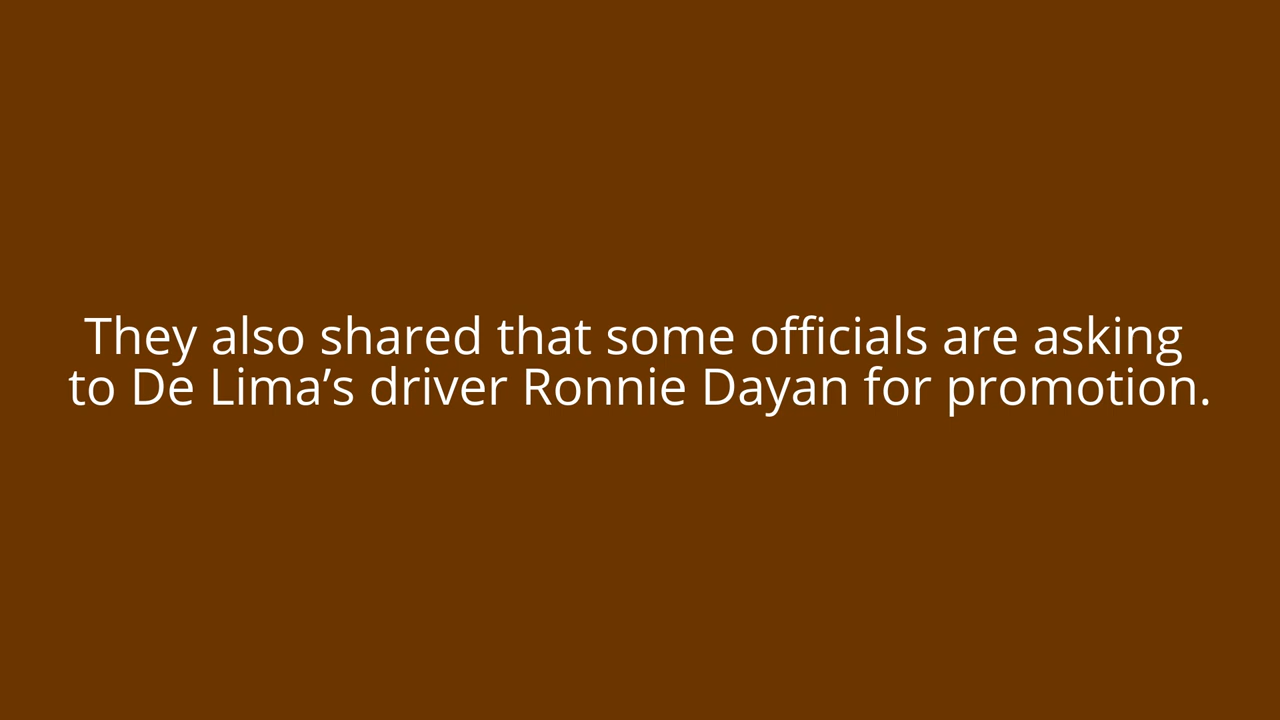 They also shared that some officials are asking
to De Lima’s driver Ronnie Dayan for promotion.